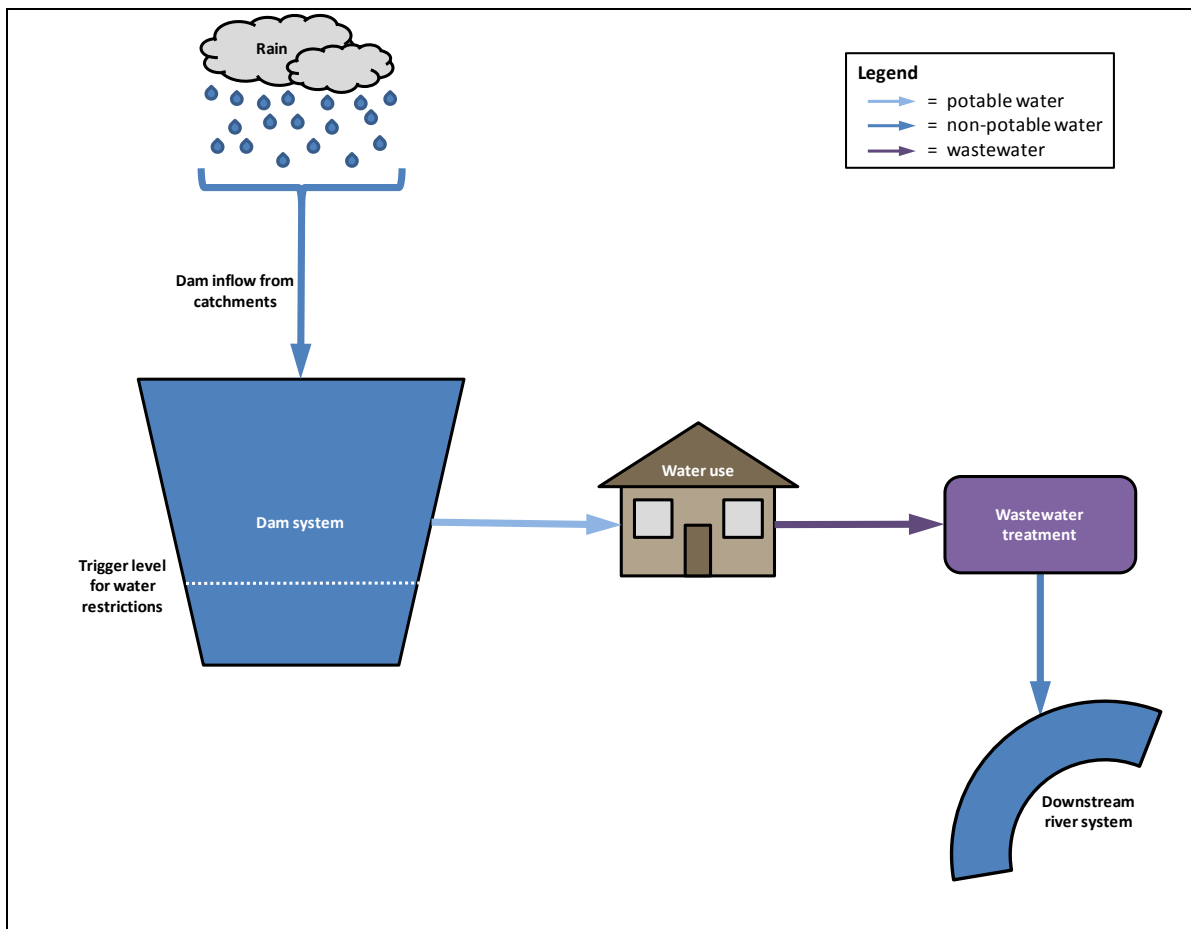 Rain
Legend
= potable water
= non-potable water
= wastewater
Dam inflow from
catchments
Water use
Dam system
Wastewater
treatment
Trigger level
for water
restrictions
Downstream
river system